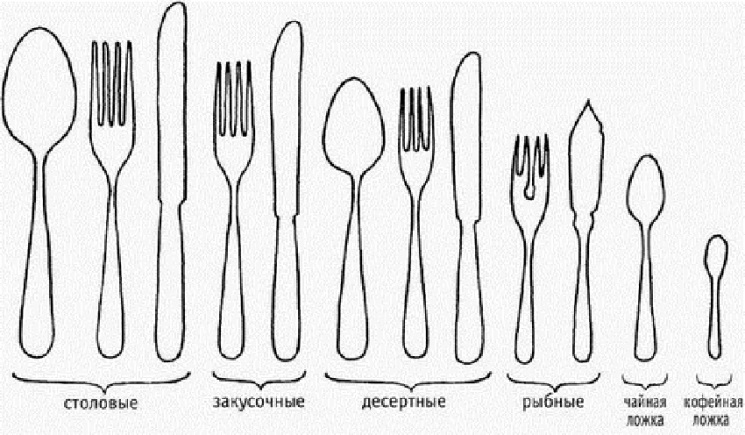 столовые
закусочные
десертные
рыбные
чайная
ложка
кофейная
ложка